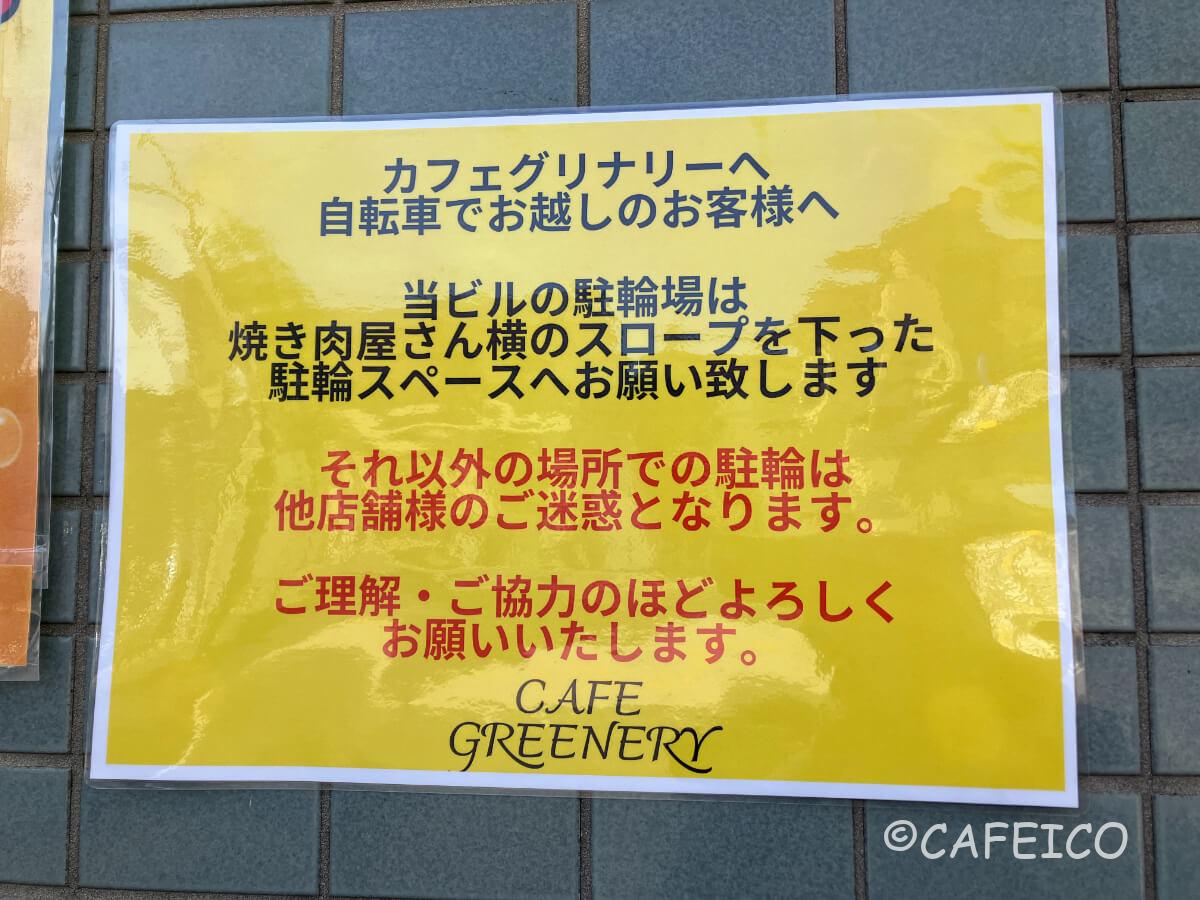 カフェグリナリーへ
自転車でお越しのお客様へ
当ビルの駐輪場は
焼き肉屋さん横のスロープを下った
駐輪スペースへお願い致します
それ以外の場所での駐輪は
他店舗様のご迷惑となります。
ご理解・ご協力のほどよろしく
お願いいたします。
CAFE
GREENERY
©CAFEICO